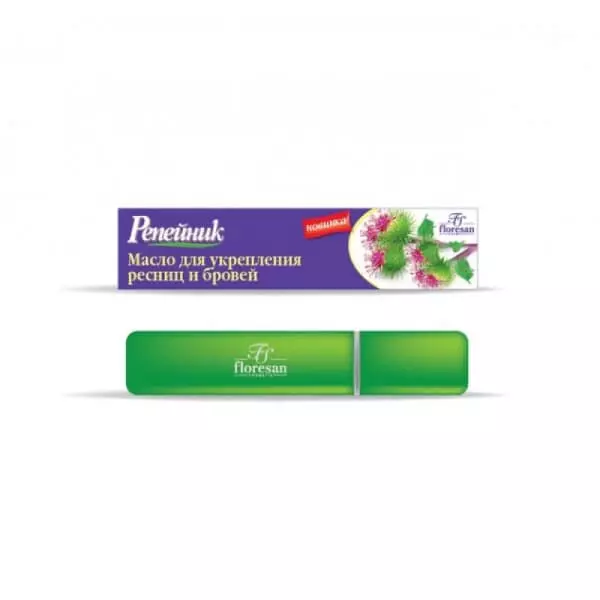 Репейник
Масло для укрепления
ресниц и бровей
новинка!
floresan
floresan